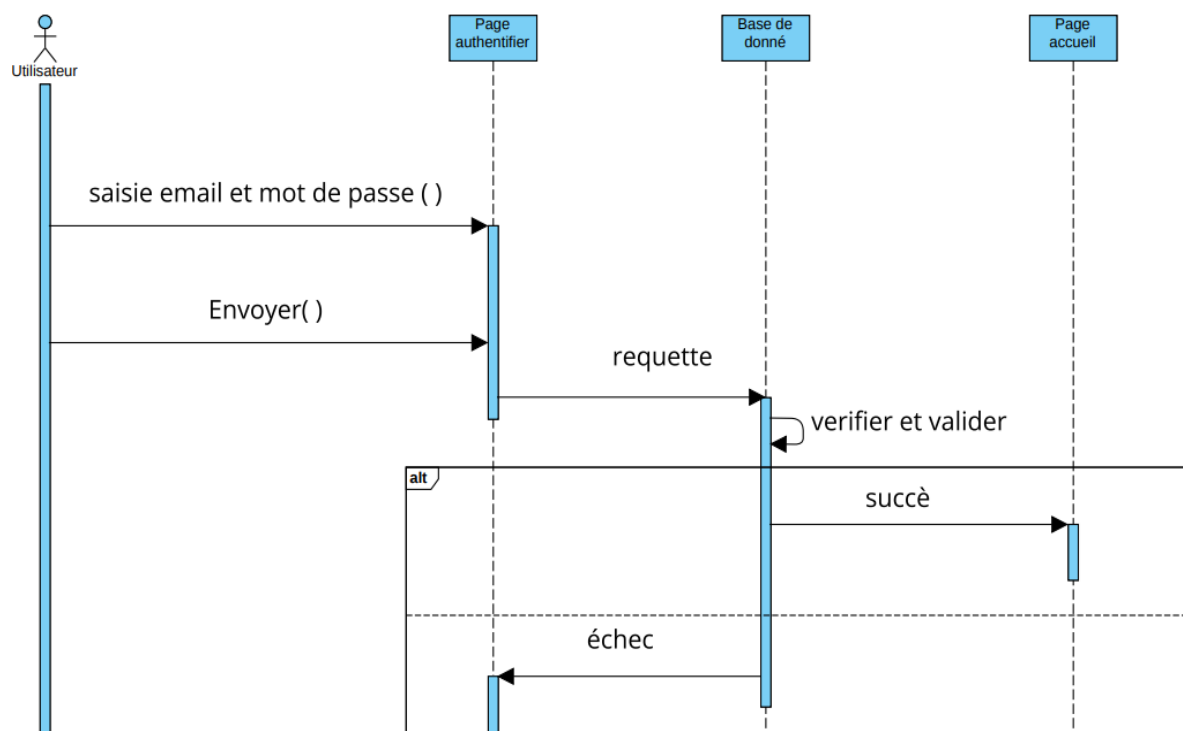 Utilisateur
Page
authentifier
Base de
donné
Page
accueil
saisie email et mot de passe ( )
Envoyer( )
requette
verifier et valider
alt
succè
échec